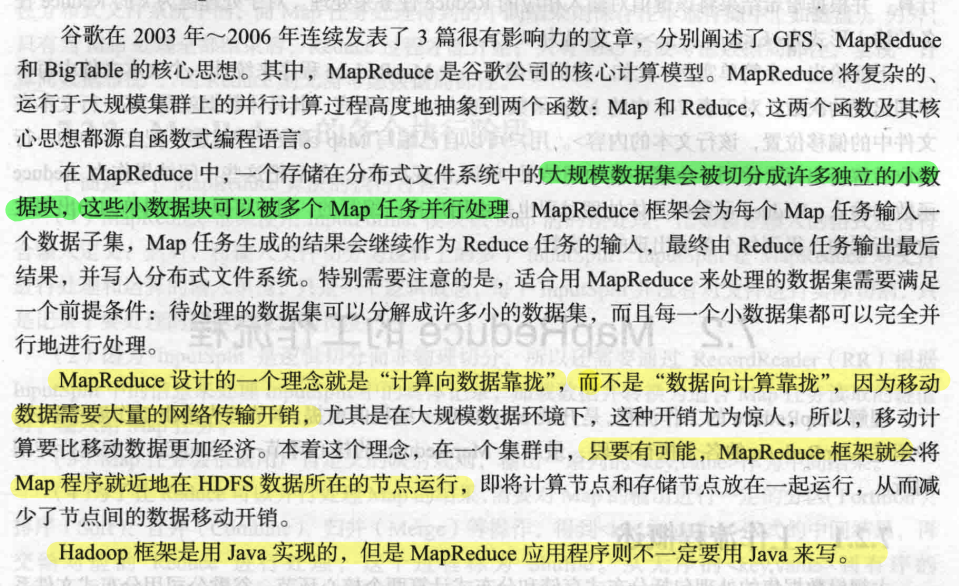 谷歌在 2003 年～2006 年连续发表了 3 篇很有影响力的文章，分别阐述了 GFS、MapReduce
和 BigTable 的核心思想。其中，MapReduce 是谷歌公司的核心计算模型。MapReduce 将复杂的、
运行于大规模集群上的并行计算过程高度地抽象到两个函数：Map 和 Reduce，这两个函数及其核
心思想都源自函数式编程语言。
在 MapReduce 中，一个存储在分布式文件系统中的大规模数据集会被切分成许多独立的小数
据块，这些小数据块可以被多个 Map 任务并行处理。MapReduce 框架会为每个 Map 任务输入一
个数据子集，Map 任务生成的结果会继续作为 Reduce 任务的输入，最终由 Reduce 任务输出最后
结果，并写入分布式文件系统。特别需要注意的是，适合用 MapReduce 来处理的数据集需要满足
一个前提条件：待处理的数据集可以分解成许多小的数据集，而且每一个小数据集都可以完全并
行地进行处理。
MapReduce 设计的一个理念就是“计算向数据靠拢”，而不是“数据向计算靠拢”，因为移动
数据需要大量的网络传输开销，尤其是在大规模数据环境下，这种开销尤为惊人，所以，移动计
算要比移动数据更加经济。本着这个理念，在一个集群中，只要有可能，MapReduce 框架就会将
Map 程序就近地在 HDFS 数据所在的节点运行，即将计算节点和存储节点放在一起运行，从而减
少了节点间的数据移动开销。
Hadoop 框架是用 Java 实现的，但是 MapReduce 应用程序则不一定要用 Java 来写。